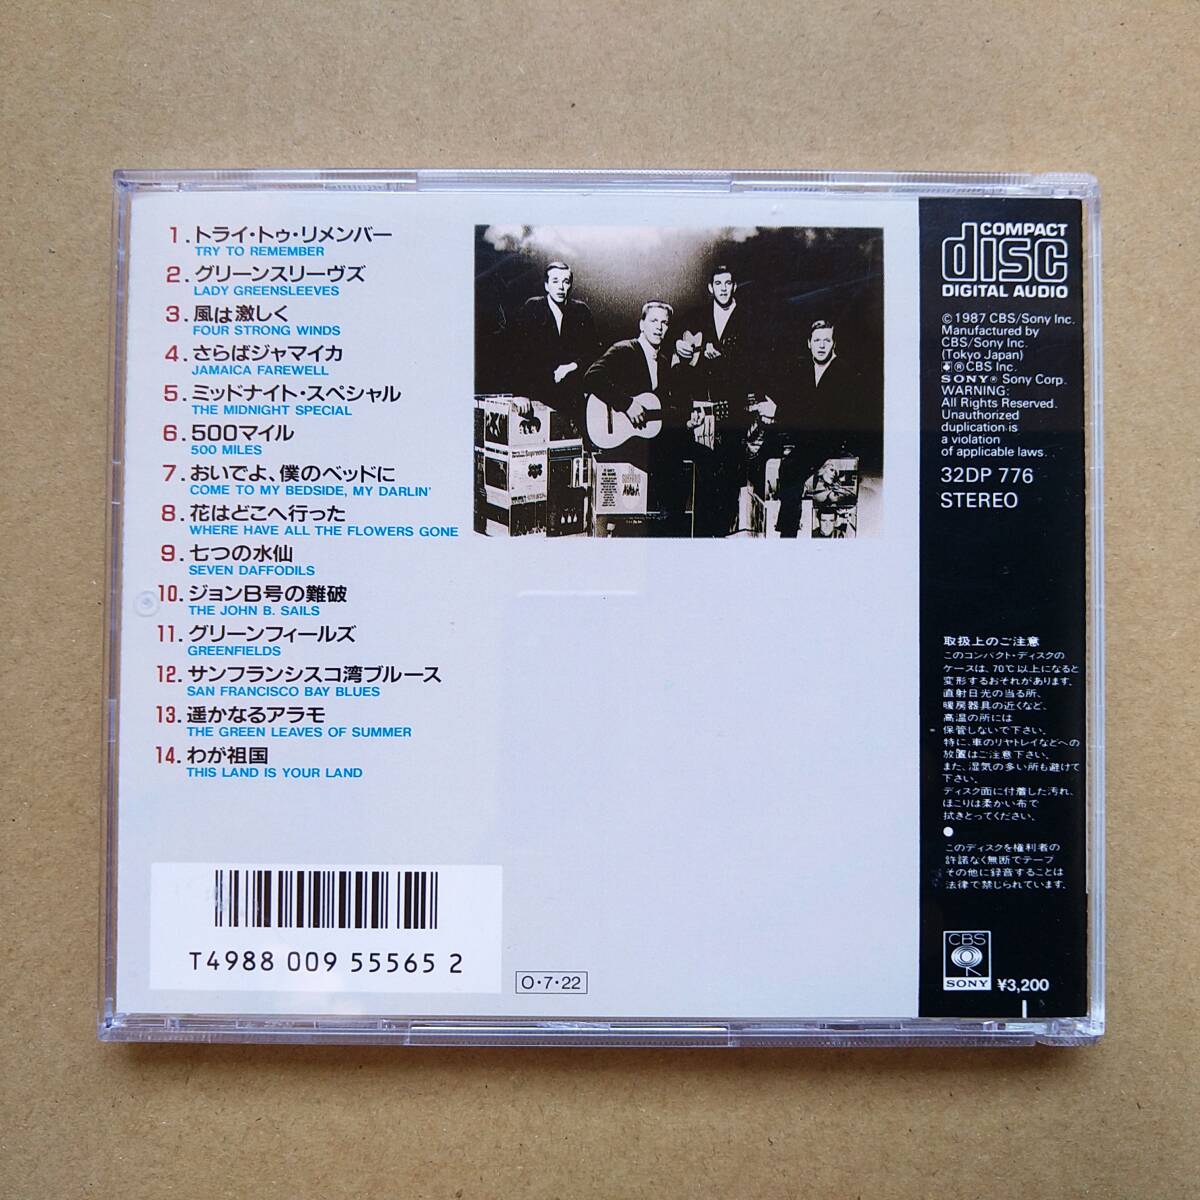 1.トライ・トゥ・リメンバー
TRY TO REMEMBER
2.グリーンスリーヴズ
LADY GREENSLEEVES
3.風は激しく
FOUR STRONG WINDS
4.さらばジャマイカ
JAMAICA FAREWELL
5.ミッドナイト・スペシャル
THE MIDNIGHT SPECIAL
6.500マイル
500 MILES
7.おいでよ、僕のベッドに
COME TO MY BEDSIDE, MY DARLIN'
8.花はどこへ行った
WHERE HAVE ALL THE FLOWERS GONE
9.七つの水仙
SEVEN DAFFODILS
10.ジョンB号の難破
THE JOHN B. SAILS
11.グリーンフィールズ
GREENFIELDS
12.サンフランシスコ湾ブルース
SAN FRANCISCO BAY BLUES
13.遥かなるアラモ
THE GREEN LEAVES OF SUMMER
14.わが祖国
THIS LAND IS YOUR LAND
T4988 009 55565 2
O・7・22
COMPACT
disc
DIGITAL AUDIO
©1987 CBS/Sony Inc.
Manufactured by
CBS/Sony Inc.
(Tokyo Japan)
® CBS Inc.
SONY® Sony Corp.
WARNING:
All Rights Reserved.
Unauthorized
duplication is
a violation
of applicable laws.
32DP 776
STEREO
取扱上のご注意
このコンパクト・ディスクの
ケースは、70℃以上になると
変形するおそれがあります。
直射日光の当る所、
暖房器具の近くなど、
高温の所には
保管しないで下さい。
特に、車のリヤトレイなどへの
放置はご注意下さい。
また、湿気の多い所も避けて
下さい。
ディスク面に付着した汚れ、
ほこりは柔かい布で
拭きとってください。
このディスクを権利者の
許諾なく無断でテープ
その他に録音することは
法律で禁じられています。
CBS
SONY
¥3,200